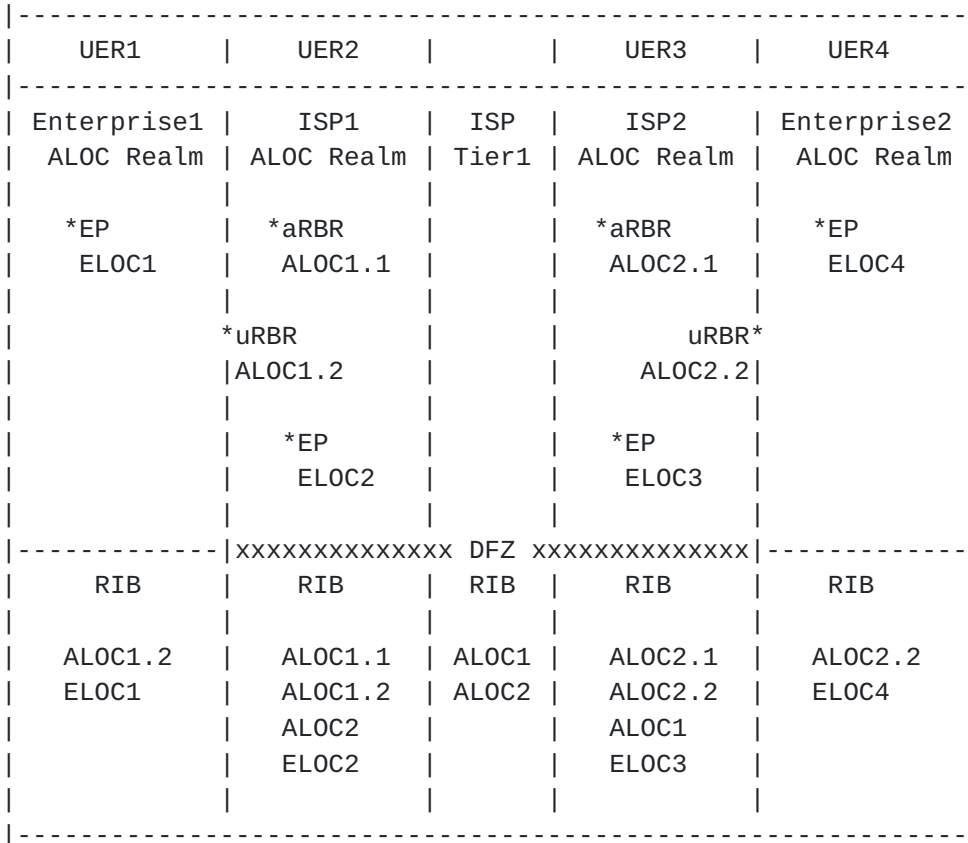 |-------------------------------------------------------------
|    UER1      |    UER2    |       |    UER3    |    UER4
|-------------------------------------------------------------
| Enterprise1 |    ISP1    |  ISP  |    ISP2    | Enterprise2
|  ALOC Realm | ALOC Realm | Tier1 | ALOC Realm |  ALOC Realm
|             |            |       |            |
|   *EP       |  *aRBR     |       |  *aRBR     |   *EP
|    ELOC1    |   ALOC1.1  |       |   ALOC2.1  |    ELOC4
|             |            |       |            |
|             *uRBR        |       |        uRBR*
|             |ALOC1.2     |       |     ALOC2.2|
|             |            |       |            |
|             |   *EP      |       |   *EP      |
|             |    ELOC2   |       |    ELOC3   |
|             |            |       |            |
|-------------|xxxxxxxxxxxxxx DFZ xxxxxxxxxxxxxx|-------------
|     RIB     |    RIB     |  RIB  |    RIB     |    RIB
|             |            |       |            |
|   ALOC1.2   |   ALOC1.1  | ALOC1 |   ALOC2.1  |   ALOC2.2
|   ELOC1     |   ALOC1.2  | ALOC2 |   ALOC2.2  |   ELOC4
|             |   ALOC2    |       |   ALOC1    |
|             |   ELOC2    |       |   ELOC3    |
|             |            |       |            |
|-------------------------------------------------------------